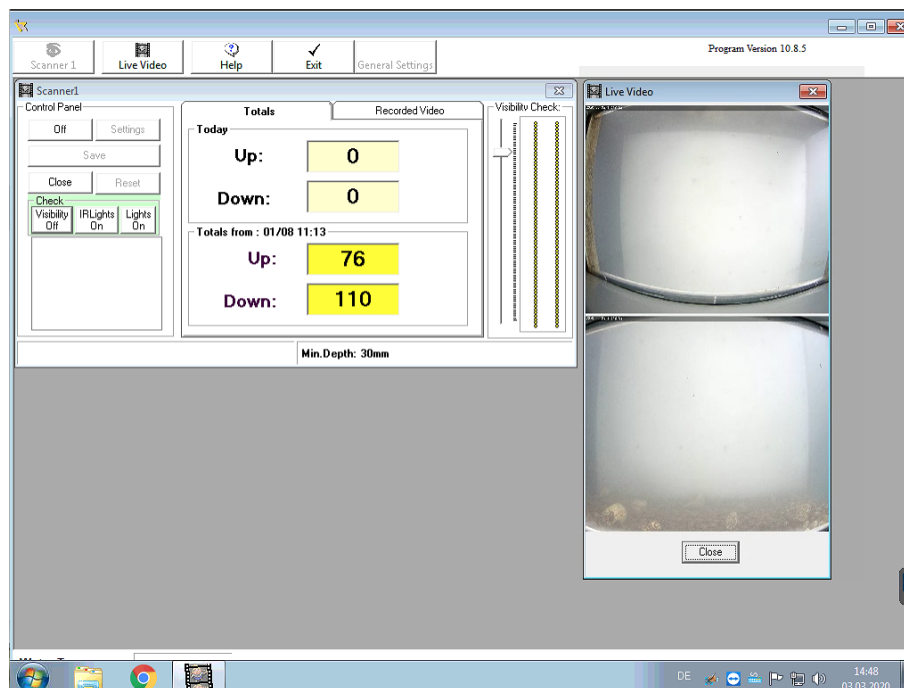 Program Version 10.8.5
Scanner 1
Live Video
Help
Exit
General Settings
Scanner1
Control Panel
Off
Settings
Save
Close
Reset
Check
Visibility Off
IRLights On
Lights On
Totals
Recorded Video
Today
Up: 0
Down: 0
Totals from : 01/08 11:13
Up: 76
Down: 110
Visibility Check:
Min.Depth: 30mm
Live Video
Close
DE
14:48
03.03.2020